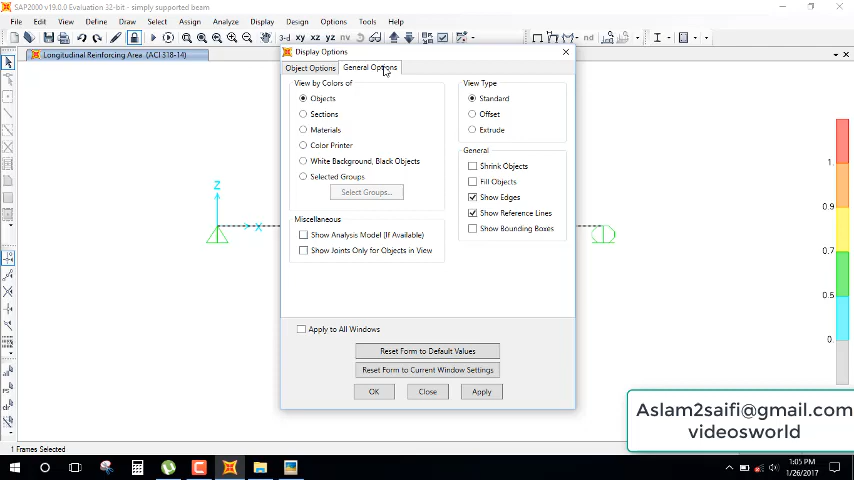 SAP2000 v19.0.0 Evaluation 32-bit - simply supported beam
File Edit View Define Draw Select Assign Analyze Display Design Options Tools Help
3-d xy xz yz nv
Longitudinal Reinforcing Area (ACI 318-14)
Display Options
Object Options General Options
View by Colors of
Objects
Sections
Materials
Color Printer
White Background, Black Objects
Selected Groups
Select Groups...
Miscellaneous
Show Analysis Model (If Available)
Show Joints Only for Objects in View
View Type
Standard
Offset
Extrude
General
Shrink Objects
Fill Objects
Show Edges
Show Reference Lines
Show Bounding Boxes
Apply to All Windows
Reset Form to Default Values
Reset Form to Current Window Settings
OK Close Apply
Z
X
1.
0.9
0.7
0.5
0.
Aslam2saifi@gmail.com
videosworld
1 Frames Selected
1:05 PM
1/26/2017